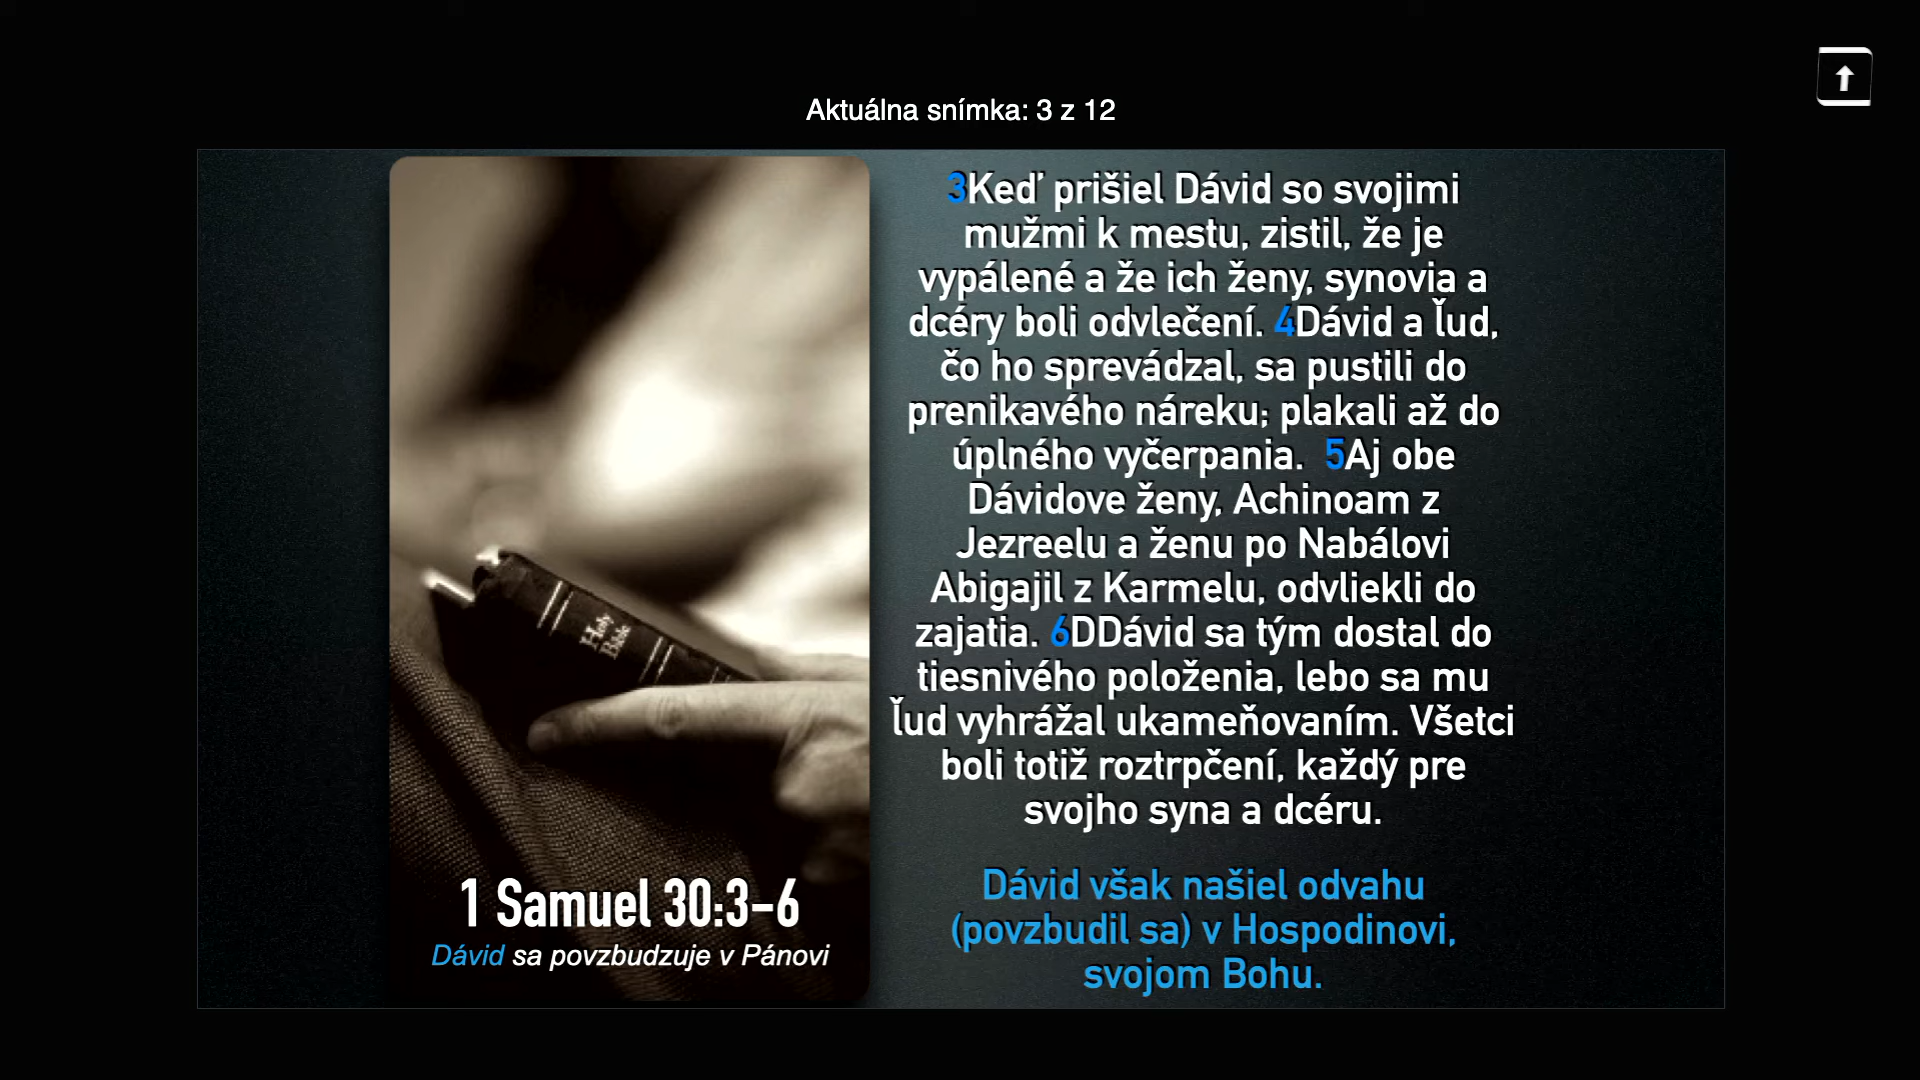 Aktuálna snímka: 3 z 12
Holy
Bible
1 Samuel 30:3-6
Dávid sa povzbudzuje v Pánovi
3Keď prišiel Dávid so svojimi
mužmi k mestu, zistil, že je
vypálené a že ich ženy, synovia a
dcéry boli odvlečení. 4Dávid a ľud,
čo ho sprevádzal, sa pustili do
prenikavého náreku; plakali až do
úplného vyčerpania. 5Aj obe
Dávidove ženy, Achinoam z
Jezreelu a ženu po Nabálovi
Abigajil z Karmelu, odvliekli do
zajatia. 6DDávid sa tým dostal do
tiesnivého položenia, lebo sa mu
ľud vyhrážal ukameňovaním. Všetci
boli totiž roztrpčení, každý pre
svojho syna a dcéru.
Dávid však našiel odvahu
(povzbudil sa) v Hospodinovi,
svojom Bohu.